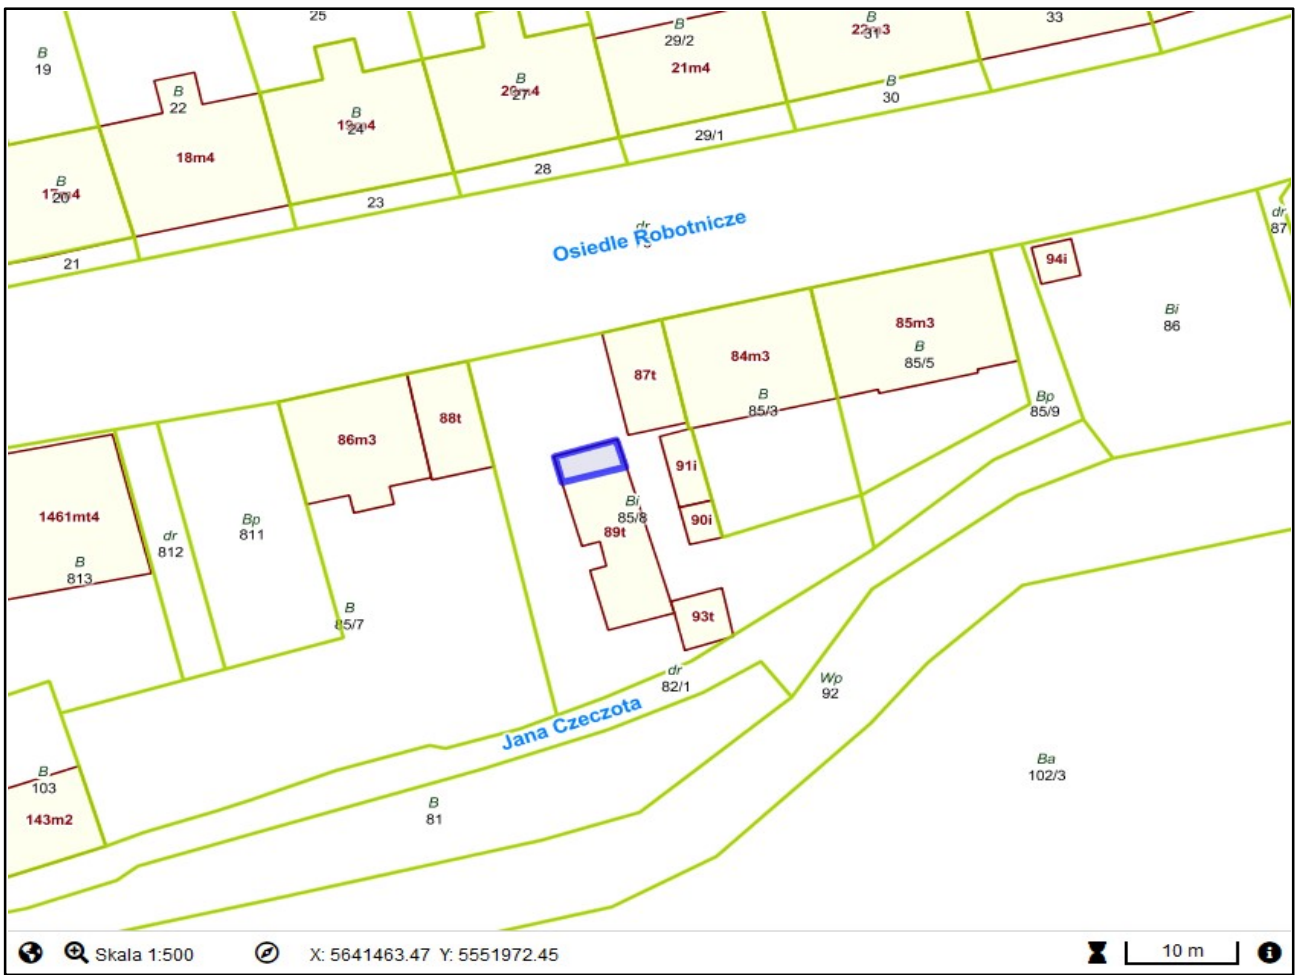 25
33
B
19
B
22
B
29/2
21m4
B
B
30
B
B
29/1
18m4
28
B
23
21
dr
Osiedle Robotnicze
dr
87
94i
Bi
86
85m3
B
85/5
84m3
87t
B
85/3
Bp
85/9
88t
86m3
91i
90i
Bi
85/8
89t
1461mt4
B
813
dr
812
Bp
811
B
85/7
93t
dr
82/1
Wp
92
Jana Czeczota
B
103
143m2
B
81
Ba
102/3
Skala 1:500
X: 5641463.47 Y: 5551972.45
10 m